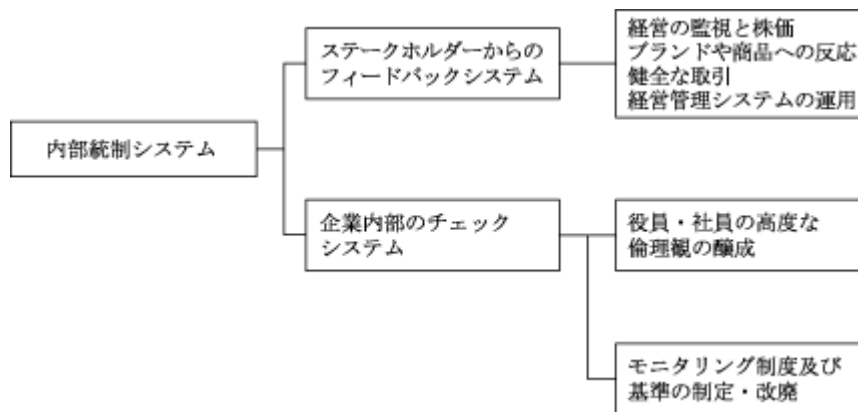 内部統制システム
ステークホルダーからの
フィードバックシステム
経営の監視と株価
ブランドや商品への反応
健全な取引
経営管理システムの運用
企業内部のチェック
システム
役員・社員の高度な
倫理観の醸成
モニタリング制度及び
基準の制定・改廃